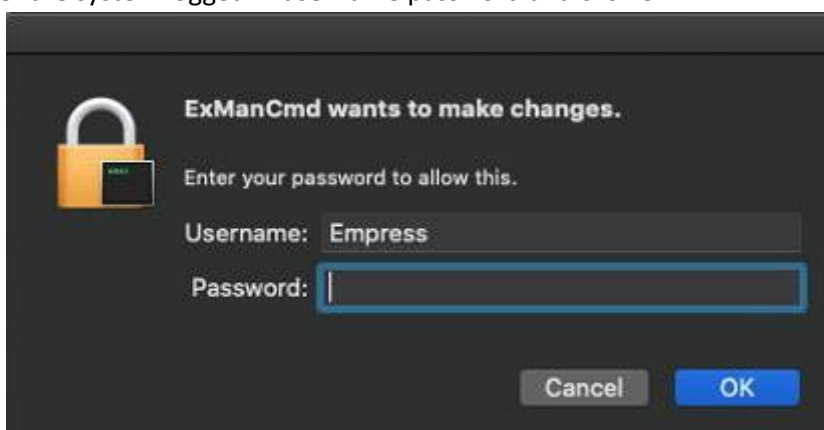 ExManCmd wants to make changes.
Enter your password to allow this.
Username: Empress
Password:
Cancel OK